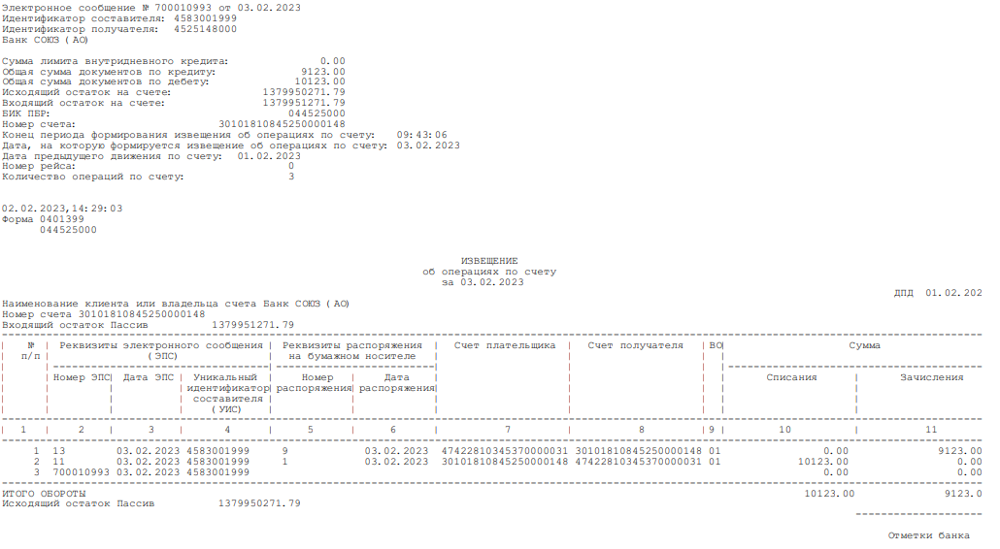 Электронное сообщение № 700010993 от 03.02.2023
Идентификатор составителя: 4583001999
Идентификатор получателя: 4525148000
Банк СОЮЗ (АО)
Сумма лимита внутридневного кредита: 0.00
Общая сумма документов по кредиту: 9123.00
Общая сумма документов по дебету: 10123.00
Исходящий остаток на счете: 1379950271.79
Входящий остаток на счете: 1379951271.79
БИК ПБР: 044525000
Номер счета: 30101810845250000148
Конец периода формирования извещения об операциях по счету: 09:43:06
Дата, на которую формируется извещение об операциях по счету: 03.02.2023
Дата предыдущего движения по счету: 01.02.2023
Номер рейса: 0
Количество операций по счету: 3
02.02.2023,14:29:03
Форма 0401399
044525000
ИЗВЕЩЕНИЕ
об операциях по счету
за 03.02.2023
ДПД 01.02.202
Наименование клиента или владельца счета Банк СОЮЗ (АО)
Номер счета 30101810845250000148
Входящий остаток Пассив 1379951271.79
| № | Реквизиты электронного сообщения | Реквизиты распоряжения | Счет плательщика | Счет получателя | ВО| Сумма
| п/п | (ЭПС) | на бумажном носителе | | | |
| | Номер ЭПС| Дата ЭПС | Уникальный | Номер | Дата | | | | Списания | Зачисления
| | | | идентификатор| распоряжения| распоряжения| | | | |
| | | | составителя | | | | | | |
| | | | (УИС) | | | | | | |
| 1 | 2 | 3 | 4 | 5 | 6 | 7 | 8 | 9 | 10 | 11
1 13 03.02.2023 4583001999 9 03.02.2023 47422810345370000031 30101810845250000148 01 0.00 9123.00
2 11 03.02.2023 4583001999 1 03.02.2023 30101810845250000148 47422810345370000031 01 10123.00 0.00
3 700010993 03.02.2023 4583001999 0.00 0.00
ИТОГО ОБОРОТЫ 10123.00 9123.0
Исходящий остаток Пассив 1379950271.79
Отметки банка